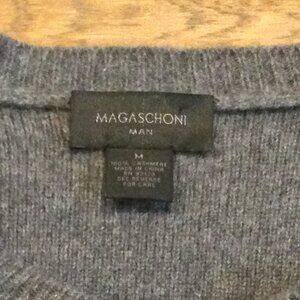 MAGASCHONI
MAN
M
100% CASHMERE
MADE IN CHINA
SEE REVERSE
FOR CARE